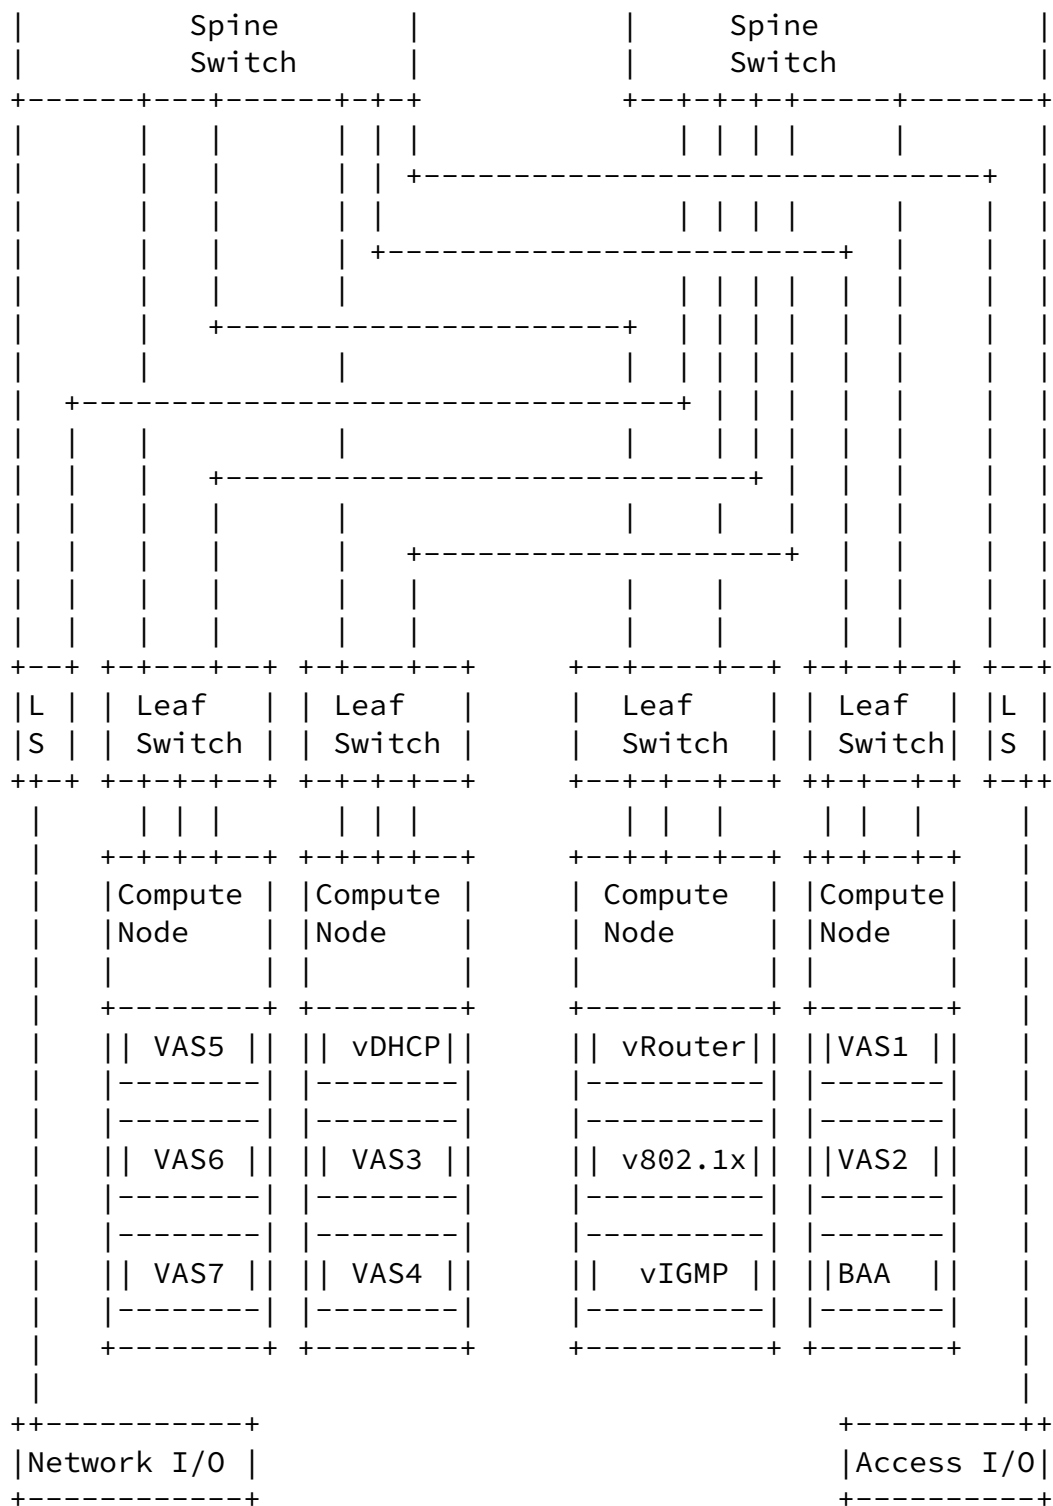 Spine Spine
Switch Switch
L Leaf Leaf Leaf Leaf L
S Switch Switch Switch Switch S
Compute Compute Compute Compute
Node Node Node Node
VAS5 vDHCP vRouter VAS1
VAS6 VAS3 v802.1x VAS2
VAS7 VAS4 vIGMP BAA
Network I/O Access I/O